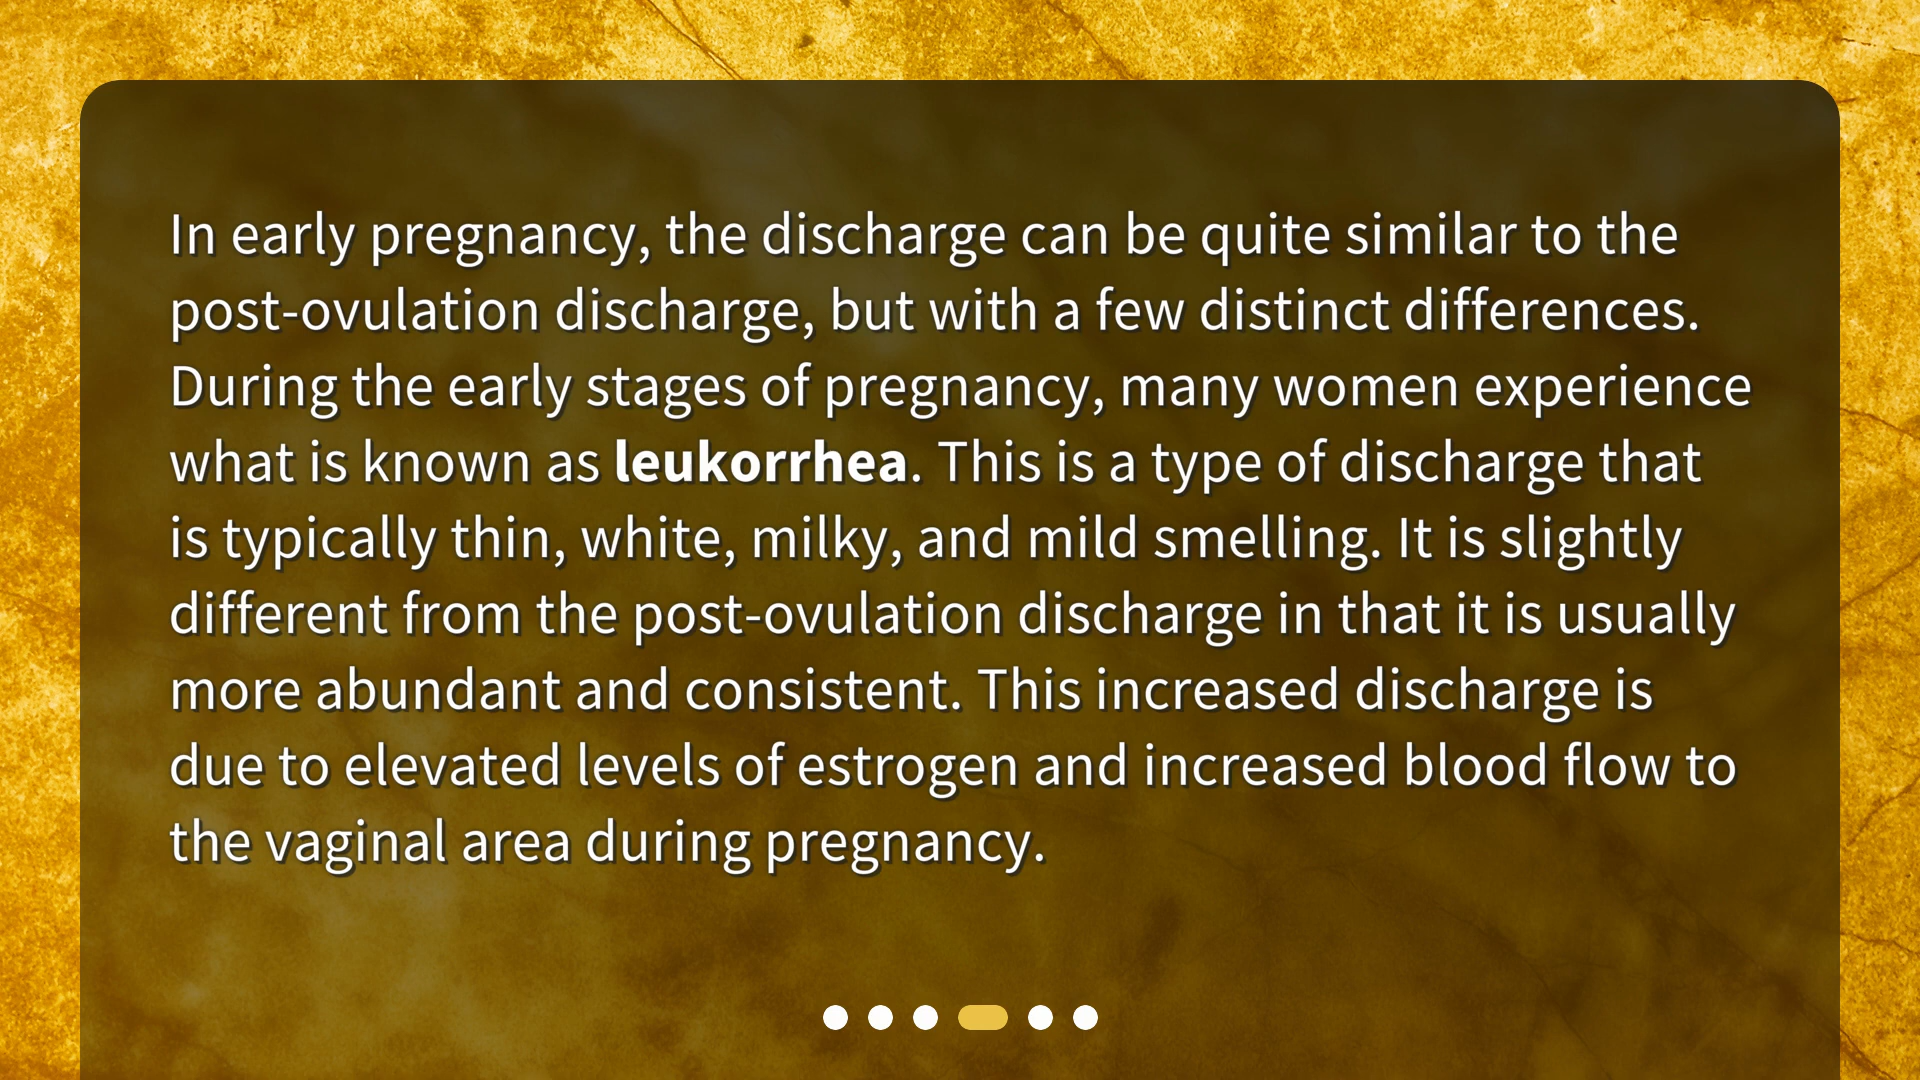 In early pregnancy, the discharge can be quite similar to the
post-ovulation discharge, but with a few distinct differences.
During the early stages of pregnancy, many women experience
what is known as leukorrhea. This is a type of discharge that
is typically thin, white, milky, and mild smelling. It is slightly
different from the post-ovulation discharge in that it is usually
more abundant and consistent. This increased discharge is
due to elevated levels of estrogen and increased blood flow to
the vaginal area during pregnancy.